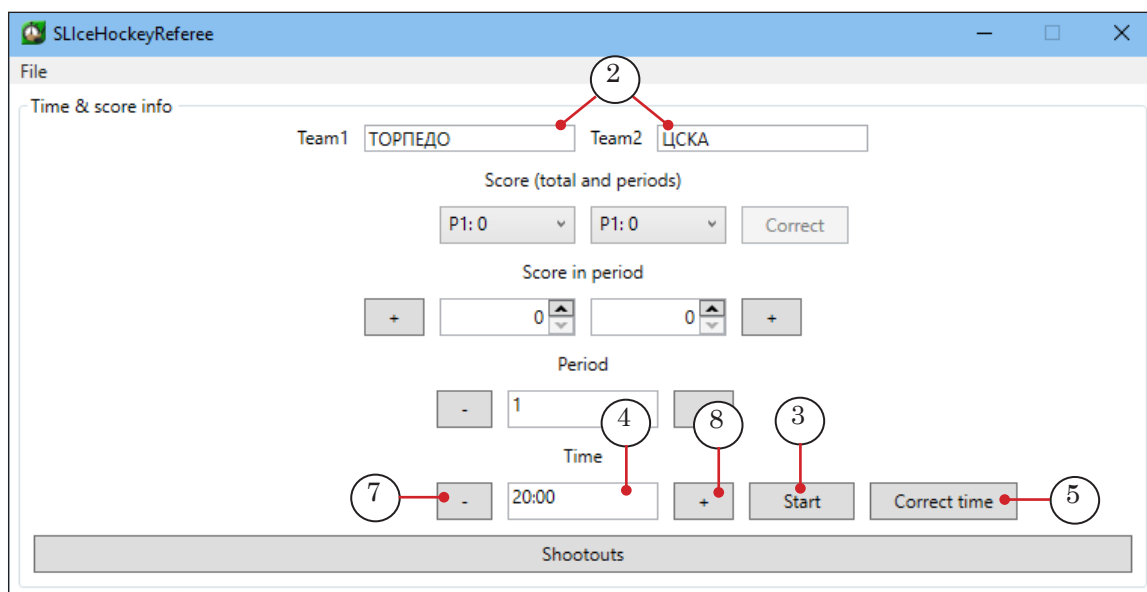 SLIceHockeyReferee
File
2
Time & score info
Team1 ТОРПЕДО Team2 ЦСКА
Score (total and periods)
P1: 0 P1: 0 Correct
Score in period
+ 0 0 +
Period
- 1
4 8 3
Time
7 - 20:00 + Start Correct time 5
Shootouts